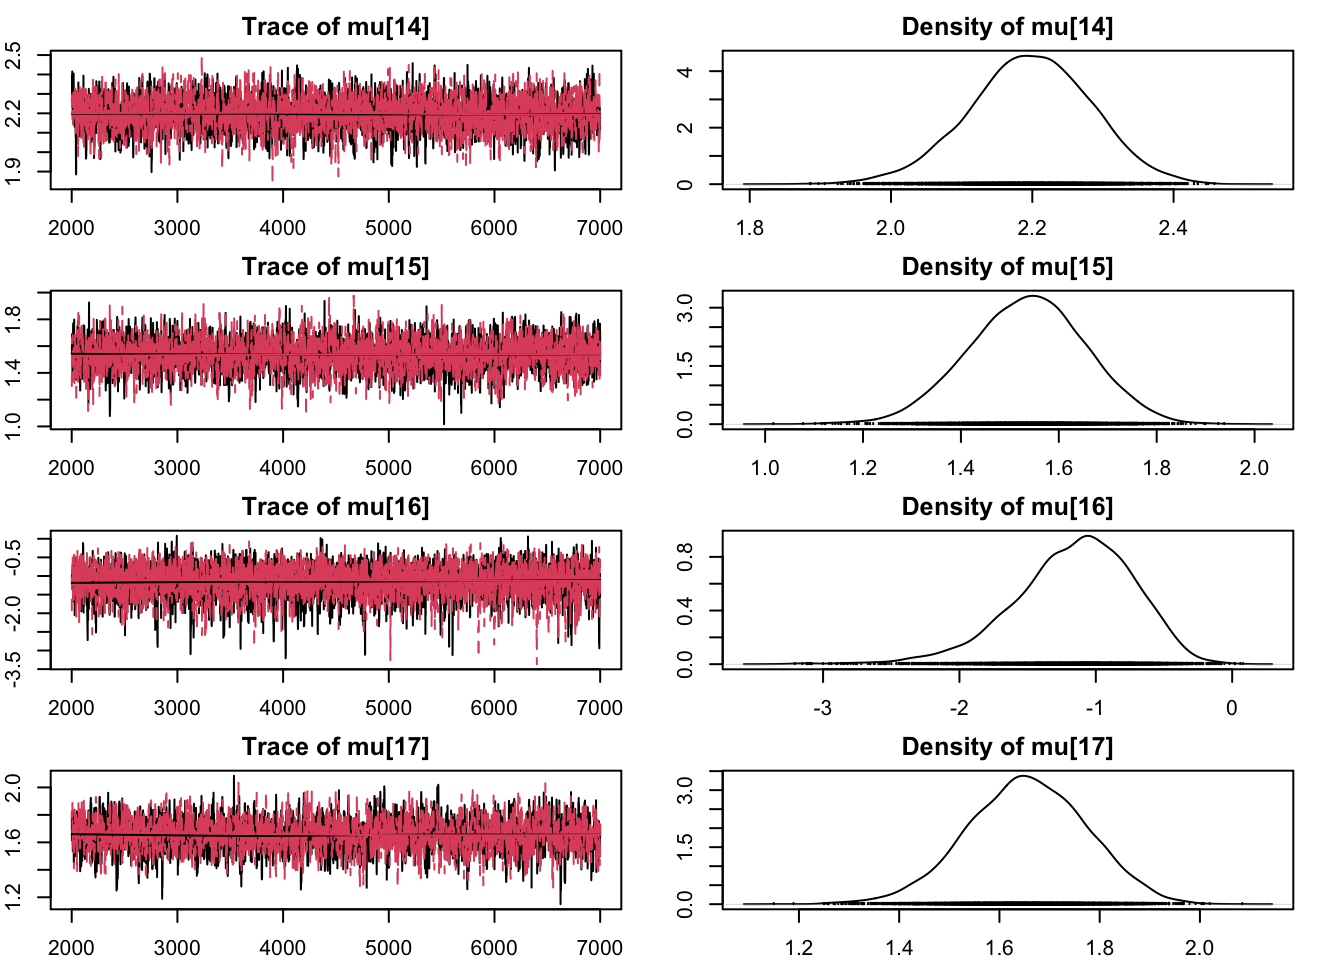 Trace of mu[14] Density of mu[14]
2.5 2.2 1.9 4 2 0
2000 3000 4000 5000 6000 7000 1.8 2.0 2.2 2.4
Trace of mu[15] Density of mu[15]
1.8 1.4 1.0 3.0 1.5 0.0
2000 3000 4000 5000 6000 7000 1.0 1.2 1.4 1.6 1.8 2.0
Trace of mu[16] Density of mu[16]
-0.5 -2.0 -3.5 0.8 0.4 0.0
2000 3000 4000 5000 6000 7000 -3 -2 -1 0
Trace of mu[17] Density of mu[17]
2.0 1.6 1.2 3.0 1.5 0.0
2000 3000 4000 5000 6000 7000 1.2 1.4 1.6 1.8 2.0